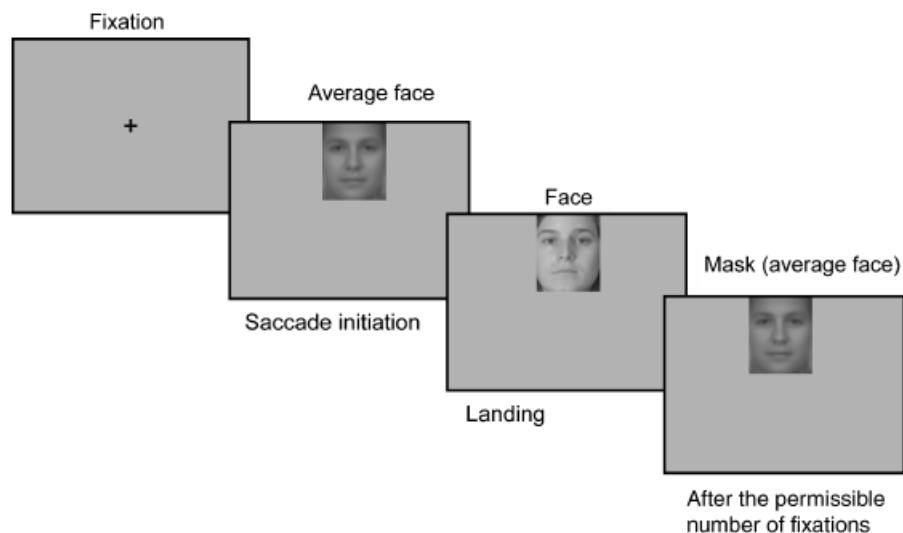 Fixation
Average face
Face
Mask (average face)
Saccade initiation
Landing
After the permissible
number of fixations